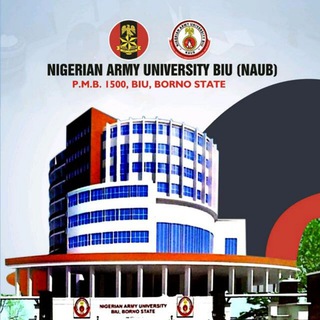 NIGERIAN ARMY UNIVERSITY BIU (NAUB)
P.M.B. 1500, BIU, BORNO STATE
NIGERIAN ARMY UNIVERSITY
BIU, BORNO STATE